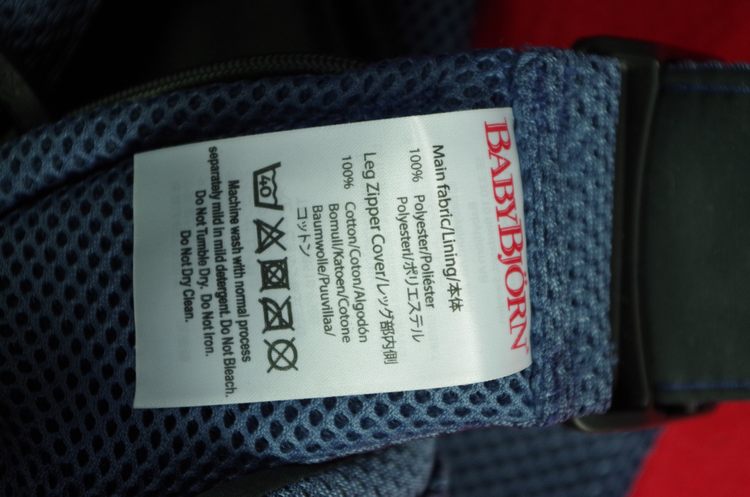 BABYBJÖRN
Main fabric/Lining/本体
100% Polyester/Poliéster
Polyesteri/ポリエステル
Leg Zipper Cover/レッグ部内側
100% Cotton/Coton/Algodón
Bomull/Katoen/Cotone
Baumwolle/Puuvillaa/
コットン
40
Machine wash with normal process
separately mild in mild detergent. Do Not Bleach.
Do Not Tumble Dry. Do Not Iron.
Do Not Dry Clean.